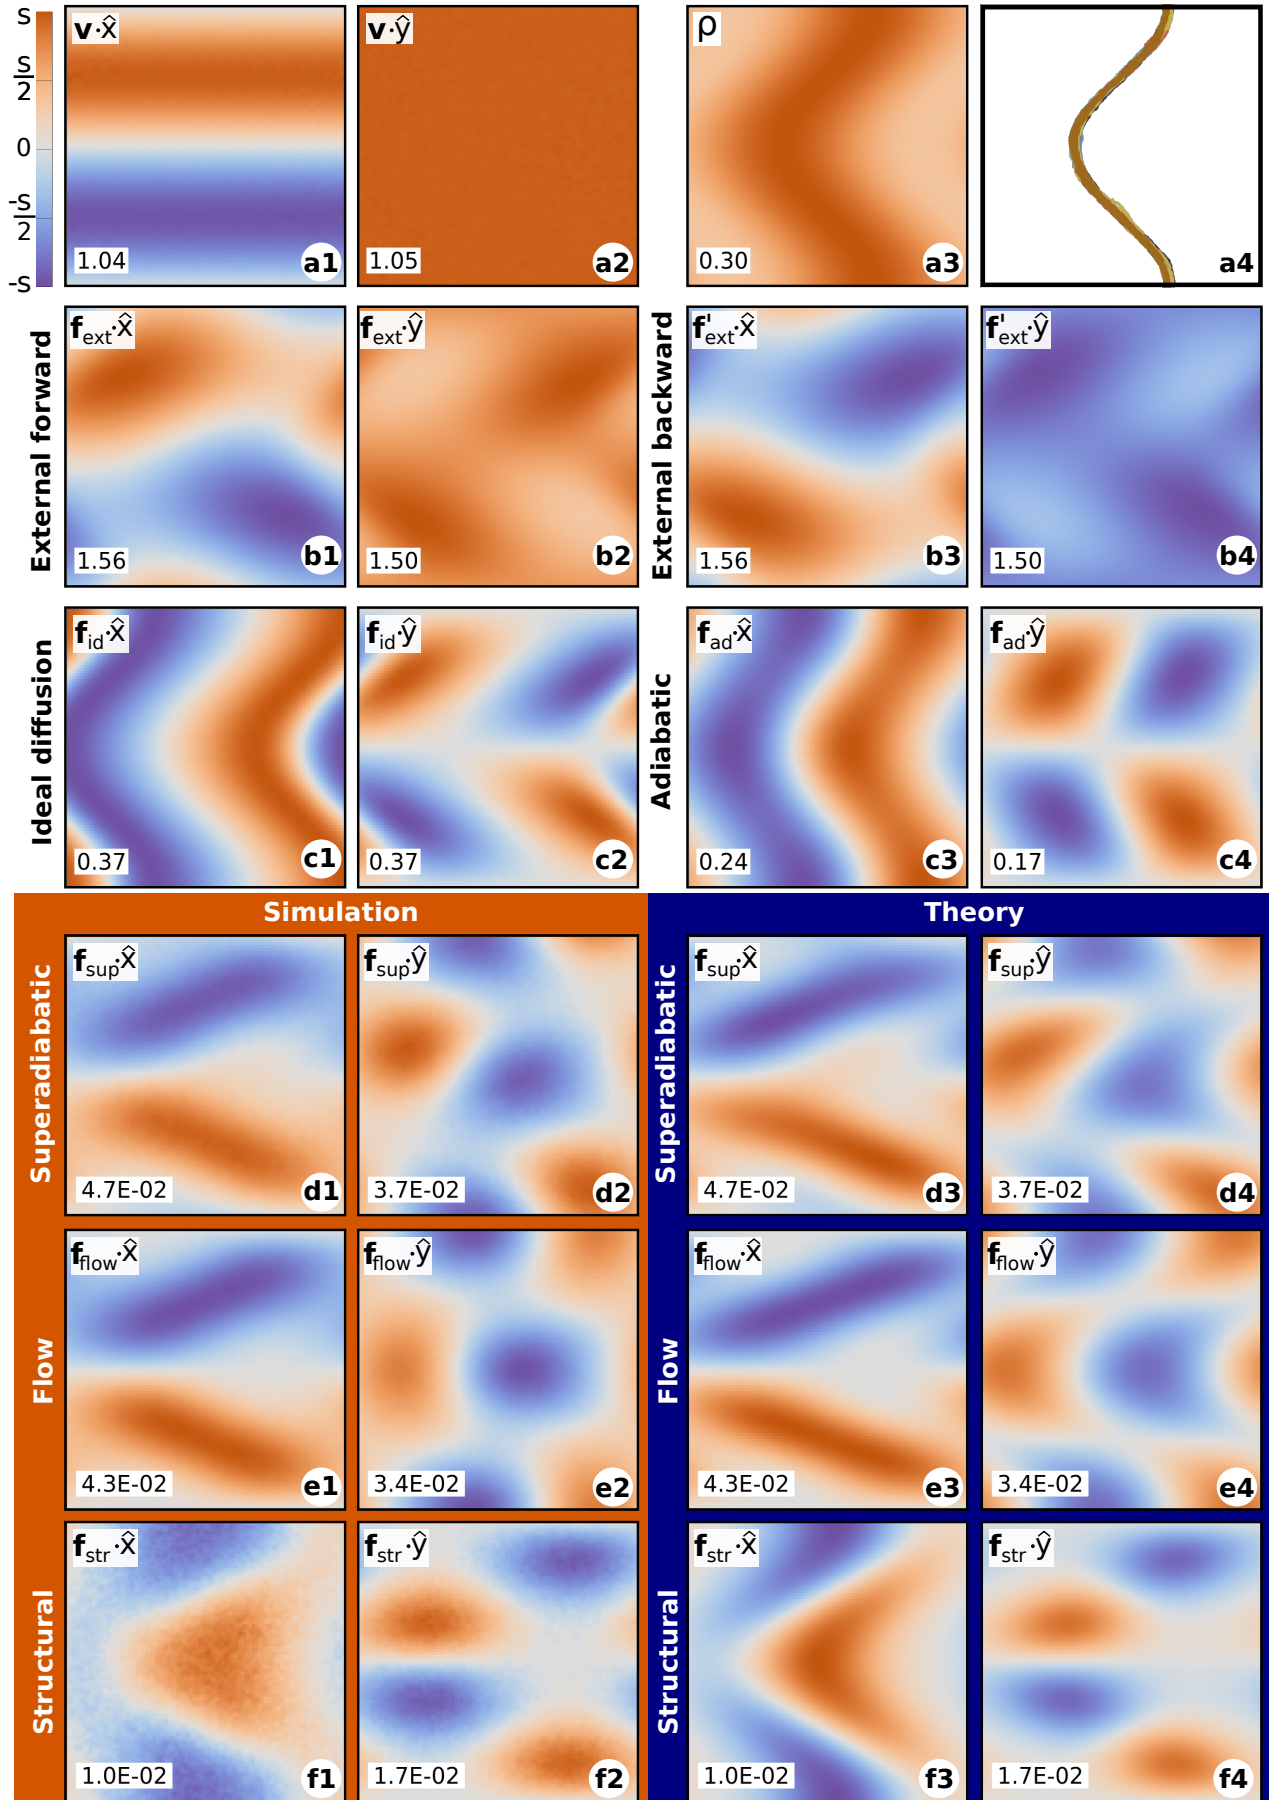 S
S/2
0
-S/2
-S
v·x̂
1.04
a1
v·ŷ
1.05
a2
ρ
0.30
a3
a4
External forward
f_ext·x̂
1.56
b1
f_ext·ŷ
1.50
b2
External backward
f'_ext·x̂
1.56
b3
f'_ext·ŷ
1.50
b4
Ideal diffusion
f_id·x̂
0.37
c1
f_id·ŷ
0.37
c2
Adiabatic
f_ad·x̂
0.24
c3
f_ad·ŷ
0.17
c4
Simulation
Theory
Superadiabatic
f_sup·x̂
4.7E-02
d1
f_sup·ŷ
3.7E-02
d2
Superadiabatic
f_sup·x̂
4.7E-02
d3
f_sup·ŷ
3.7E-02
d4
Flow
f_flow·x̂
4.3E-02
e1
f_flow·ŷ
3.4E-02
e2
Flow
f_flow·x̂
4.3E-02
e3
f_flow·ŷ
3.4E-02
e4
Structural
f_str·x̂
1.0E-02
f1
f_str·ŷ
1.7E-02
f2
Structural
f_str·x̂
1.0E-02
f3
f_str·ŷ
1.7E-02
f4